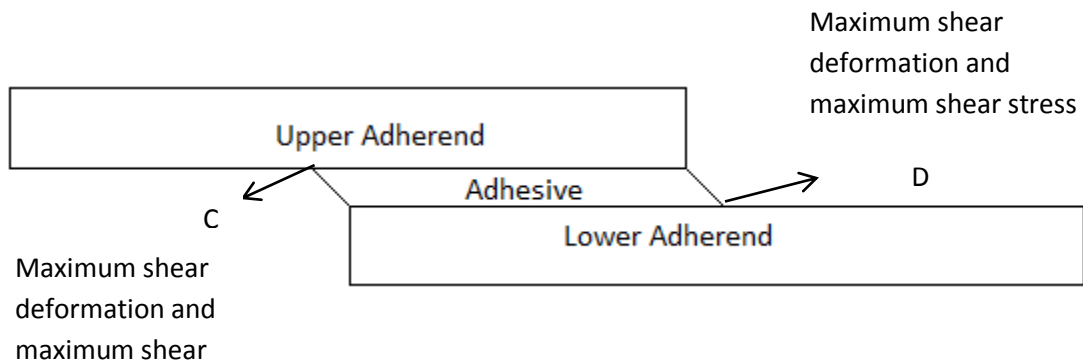 Maximum shear
deformation and
maximum shear stress
Upper Adherend
Adhesive
D
C
Lower Adherend
Maximum shear
deformation and
maximum shear